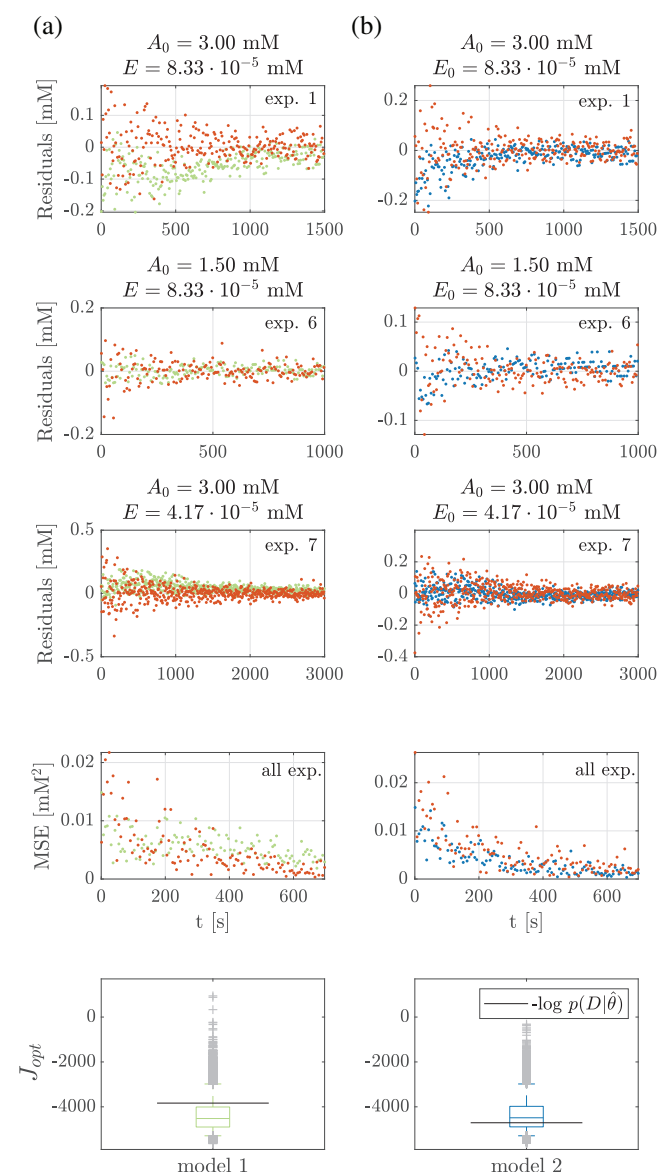 (a)
(b)
A₀ = 3.00 mM
E = 8.33 · 10⁻⁵ mM
A₀ = 3.00 mM
E₀ = 8.33 · 10⁻⁵ mM
Residuals [mM]
0.1
0
-0.1
-0.2
exp. 1
0 500 1000 1500
0.2
0
-0.2
exp. 1
0 500 1000 1500
A₀ = 1.50 mM
E = 8.33 · 10⁻⁵ mM
A₀ = 1.50 mM
E₀ = 8.33 · 10⁻⁵ mM
Residuals [mM]
0.2
0
-0.2
exp. 6
0 500 1000
0.1
0
-0.1
exp. 6
0 500 1000
A₀ = 3.00 mM
E = 4.17 · 10⁻⁵ mM
A₀ = 3.00 mM
E₀ = 4.17 · 10⁻⁵ mM
Residuals [mM]
0.5
0
-0.5
exp. 7
0 1000 2000 3000
0.2
0
-0.2
-0.4
exp. 7
0 1000 2000 3000
MSE [mM²]
0.02
0.01
0
all exp.
0 200 400 600
t [s]
0.02
0.01
0
all exp.
0 200 400 600
t [s]
J_opt
0
-2000
-4000
model 1
0
-2000
-4000
-log p(D|θ̂)
model 2